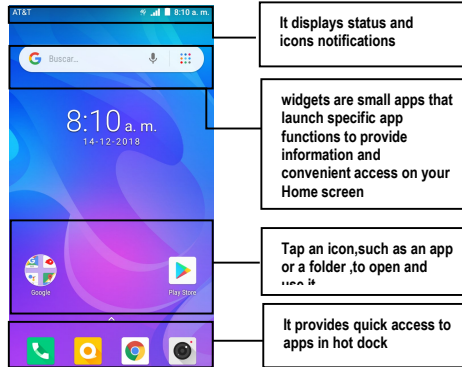 AT&T 8:10 a. m.
It displays status and
icons notifications
G Buscar...
widgets are small apps that
launch specific app
functions to provide
information and
convenient access on your
Home screen
8:10 a. m.
14-12-2018
Tap an icon,such as an app
or a folder ,to open and
use it
Google Play Store
It provides quick access to
apps in hot dock